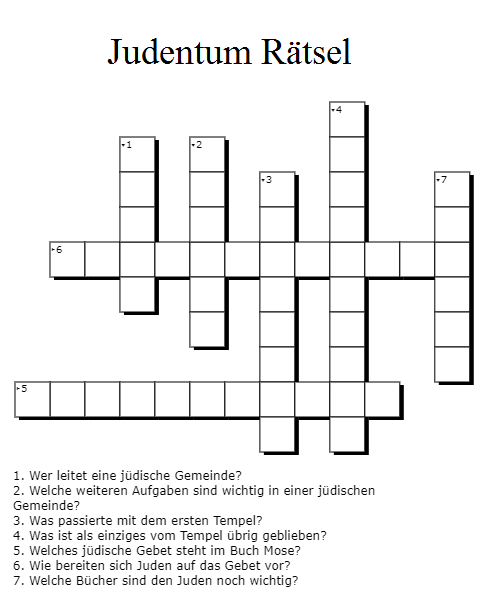 Judentum Rätsel
4
1
2
3
7
6
5
1. Wer leitet eine jüdische Gemeinde?
2. Welche weiteren Aufgaben sind wichtig in einer jüdischen
Gemeinde?
3. Was passierte mit dem ersten Tempel?
4. Was ist als einziges vom Tempel übrig geblieben?
5. Welches jüdische Gebet steht im Buch Mose?
6. Wie bereiten sich Juden auf das Gebet vor?
7. Welche Bücher sind den Juden noch wichtig?